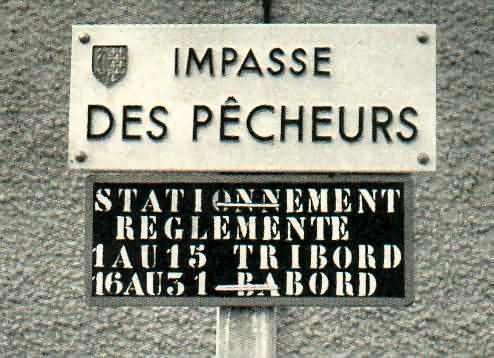 IMPASSE
DES PÊCHEURS
STATIONNEMENT
REGLEMENTE
1AU15 TRIBORD
16AU31 BABORD